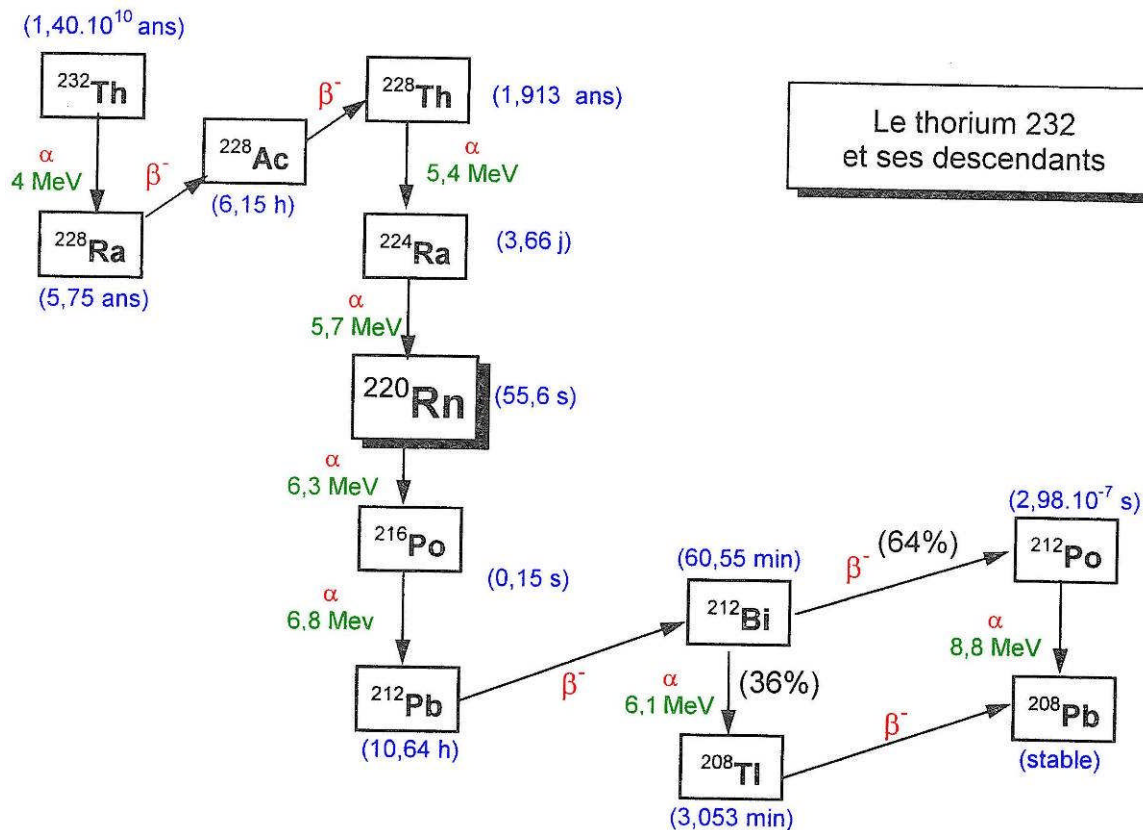 (1,40.10¹⁰ ans)
²³²Th
α
4 MeV
²²⁸Ra
(5,75 ans)
β⁻
²²⁸Ac
(6,15 h)
β⁻
²²⁸Th
(1,913 ans)
α
5,4 MeV
²²⁴Ra
(3,66 j)
α
5,7 MeV
²²⁰Rn
(55,6 s)
α
6,3 MeV
²¹⁶Po
(0,15 s)
α
6,8 Mev
²¹²Pb
(10,64 h)
β⁻
(60,55 min)
²¹²Bi
β⁻
(64%)
(2,98.10⁻⁷ s)
²¹²Po
α
8,8 MeV
α
6,1 MeV
(36%)
²⁰⁸Tl
(3,053 min)
β⁻
²⁰⁸Pb
(stable)
Le thorium 232
et ses descendants